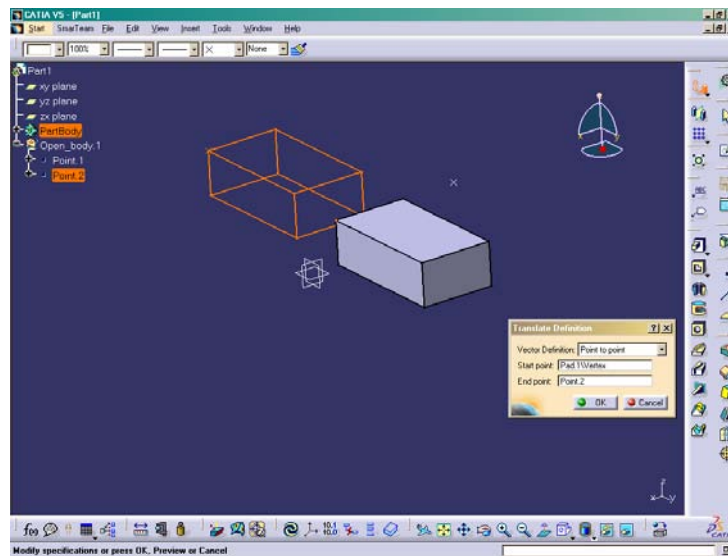 CATIA V5 - [Part1]
Start SmarTeam File Edit View Insert Tools Window Help
100% None
Part1
xy plane
yz plane
zx plane
PartBody
Open_body.1
Point.1
Point.2
Translate Definition
Vector Definition: Point to point
Start point: Pad.1\Vertex
End point: Point.2
OK Cancel
z
x y
f(x)
Modify specifications or press OK, Preview or Cancel